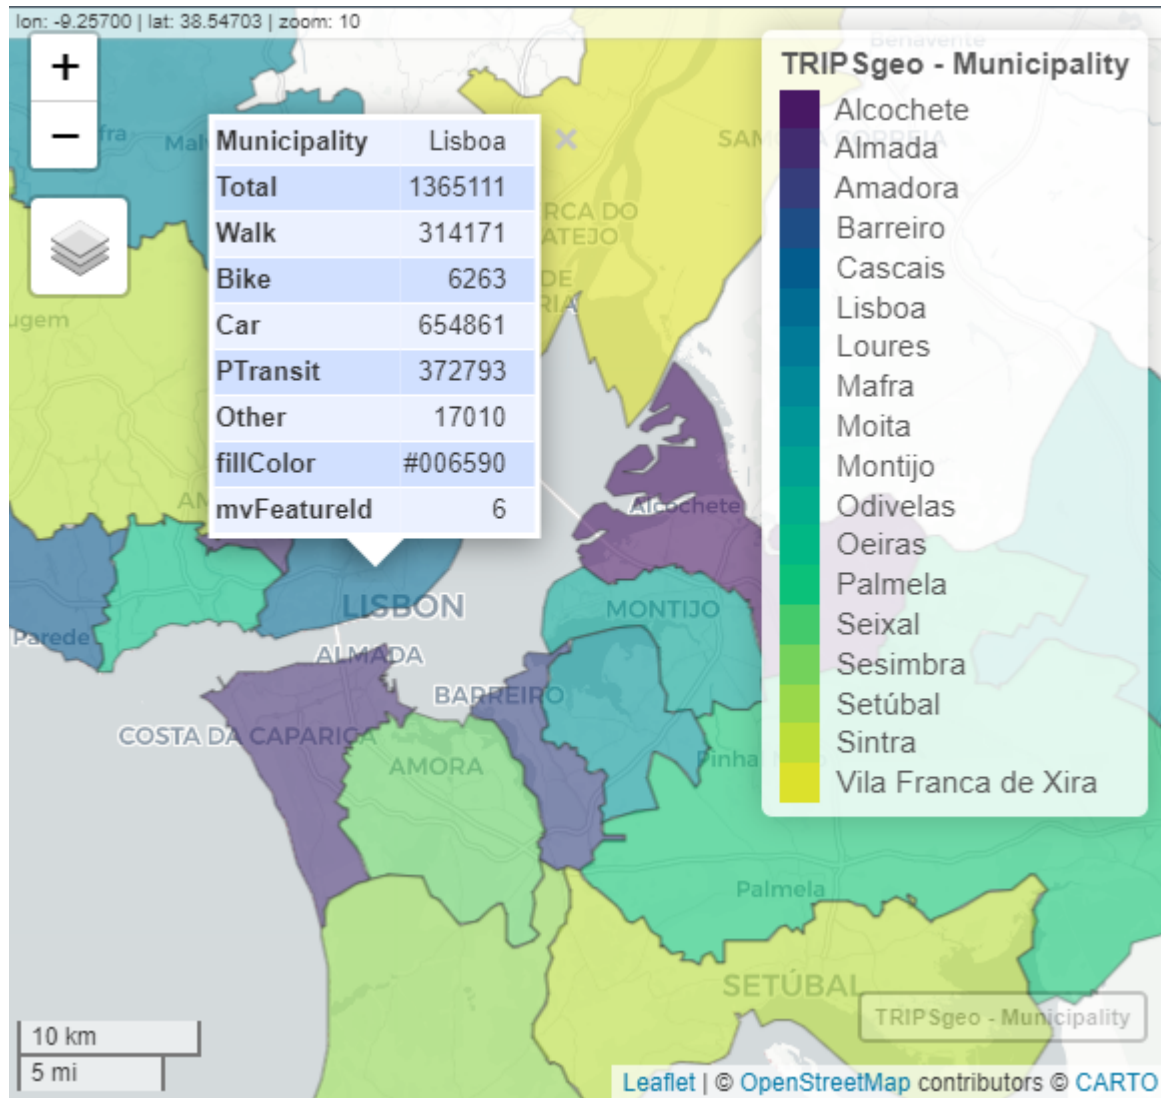 lon: -9.25700 | lat: 38.54703 | zoom: 10
+
−
Municipality Lisboa
×
Total 1365111
Walk 314171
Bike 6263
Car 654861
PTransit 372793
Other 17010
fillColor #006590
mvFeatureId 6
TRIPSgeo - Municipality
Alcochete
Almada
Amadora
Barreiro
Cascais
Lisboa
Loures
Mafra
Moita
Montijo
Odivelas
Oeiras
Palmela
Seixal
Sesimbra
Setúbal
Sintra
Vila Franca de Xira
Benavente
Alcochete
LISBON
MONTIJO
Parede
ALMADA
BARREIRO
COSTA DA CAPARICA
AMORA
Palmela
SETÚBAL
TRIPSgeo - Municipality
10 km
5 mi
Leaflet | © OpenStreetMap contributors © CARTO